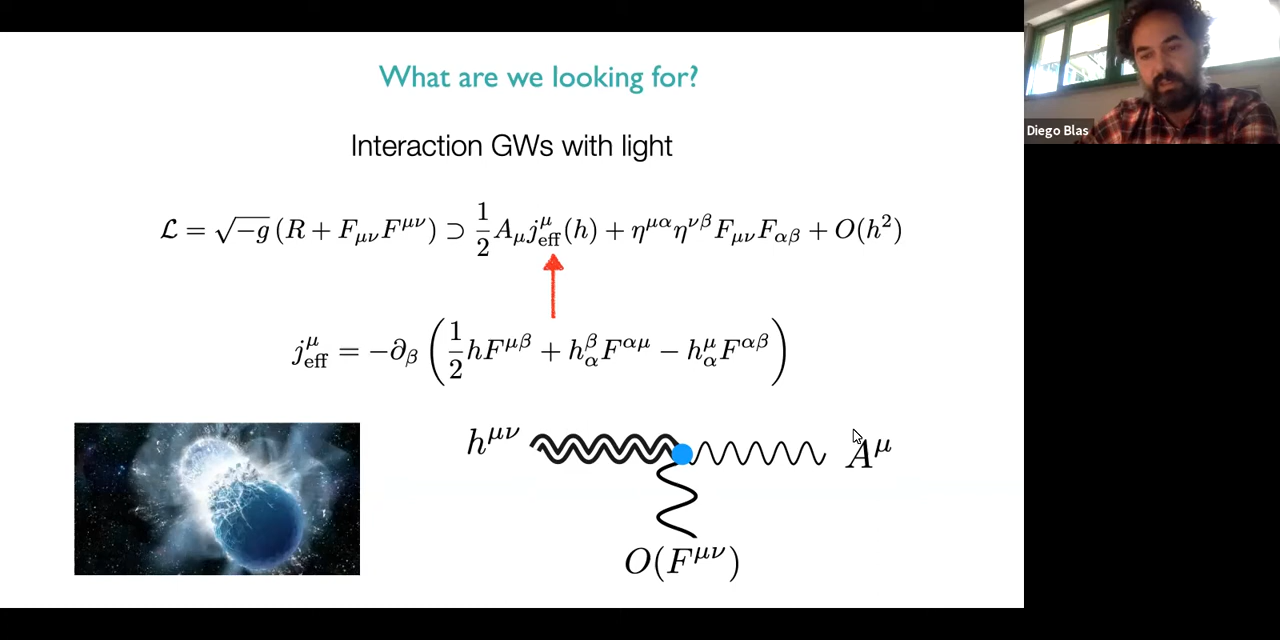 What are we looking for?
Interaction GWs with light
ℒ = √−g (R + F_{μν}F^{μν}) ⊃ 1/2 A_μ j^μ_eff(h) + η^{μα}η^{νβ}F_{μν}F_{αβ} + O(h²)
j^μ_eff = −∂_β (1/2 hF^{μβ} + h^β_α F^{αμ} − h^μ_α F^{αβ})
h^{μν}
A^μ
O(F^{μν})
Diego Blas